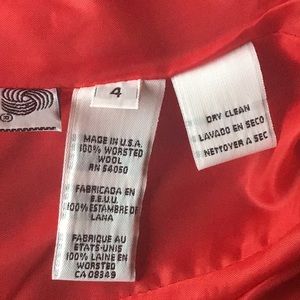 ®
4
MADE IN U.S.A.
100% WORSTED
WOOL
RN 54050
FABRICADA EN
E.E.U.U.
100% ESTAMBRE DE
LANA
FABRIQUE AU
ETATS-UNIS
100% LAINE EN
WORSTED
CA 08349
DRY CLEAN
LAVADO EN SECO
NETTOYER A SEC